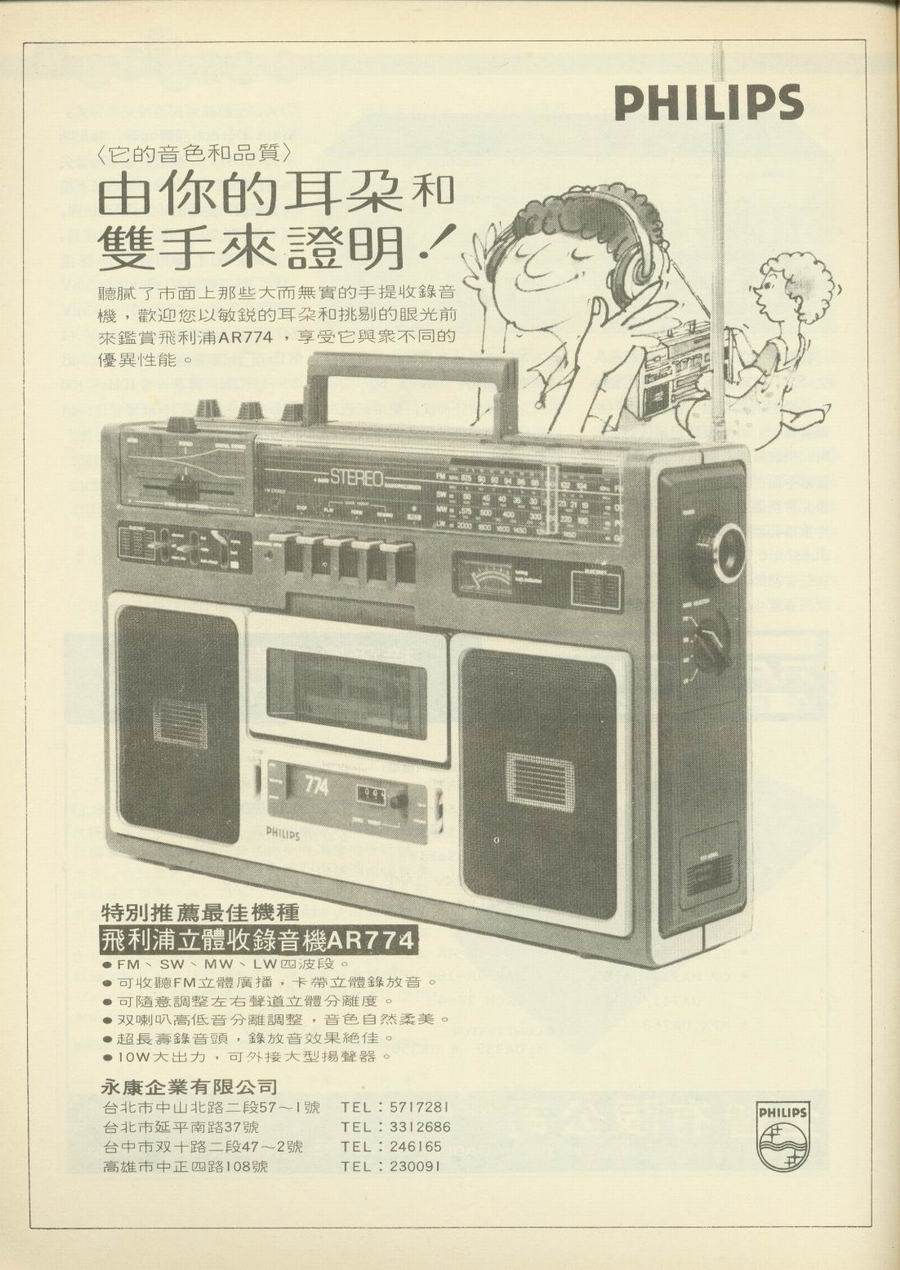 PHILIPS
〈它的音色和品質〉
由你的耳朶和
雙手來證明！
聽膩了市面上那些大而無實的手提收錄音
機，歡迎您以敏銳的耳朶和挑剔的眼光前
來鑑賞飛利浦AR774，享受它與衆不同的
優異性能。
STEREO
774
PHILIPS
特別推薦最佳機種
飛利浦立體收錄音機AR774
●FM、SW、MW、LW四波段。
●可收聽FM立體廣播，卡帶立體錄放音。
●可隨意調整左右聲道立體分離度。
●双喇叭高低音分離調整，音色自然柔美。
●超長壽錄音頭，錄放音效果絕佳。
●10W大出力，可外接大型揚聲器。
永康企業有限公司
台北市中山北路二段57～1號 TEL：5717281
台北市延平南路37號 TEL：3312686
台中市双十路二段47～2號 TEL：246165
高雄市中正四路108號 TEL：230091
PHILIPS